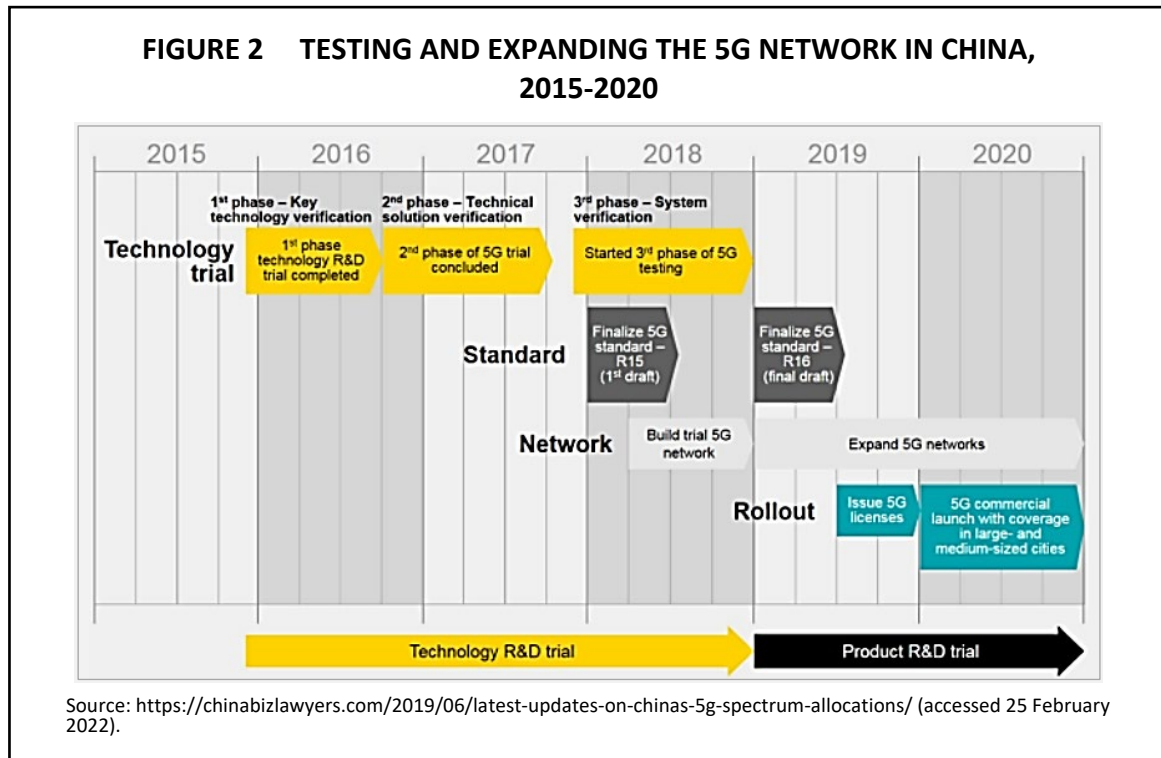 FIGURE 2 TESTING AND EXPANDING THE 5G NETWORK IN CHINA,
2015-2020
2015 2016 2017 2018 2019 2020
1st phase – Key
technology verification
2nd phase – Technical
solution verification
3rd phase – System
verification
Technology
trial
1st phase
technology R&D
trial completed
2nd phase of 5G trial
concluded
Started 3rd phase of 5G
testing
Standard
Finalize 5G
standard –
R15
(1st draft)
Finalize 5G
standard –
R16
(final draft)
Network
Build trial 5G
network
Expand 5G networks
Rollout
Issue 5G
licenses
5G commercial
launch with coverage
in large- and
medium-sized cities
Technology R&D trial
Product R&D trial
Source: https://chinabizlawyers.com/2019/06/latest-updates-on-chinas-5g-spectrum-allocations/ (accessed 25 February
2022).